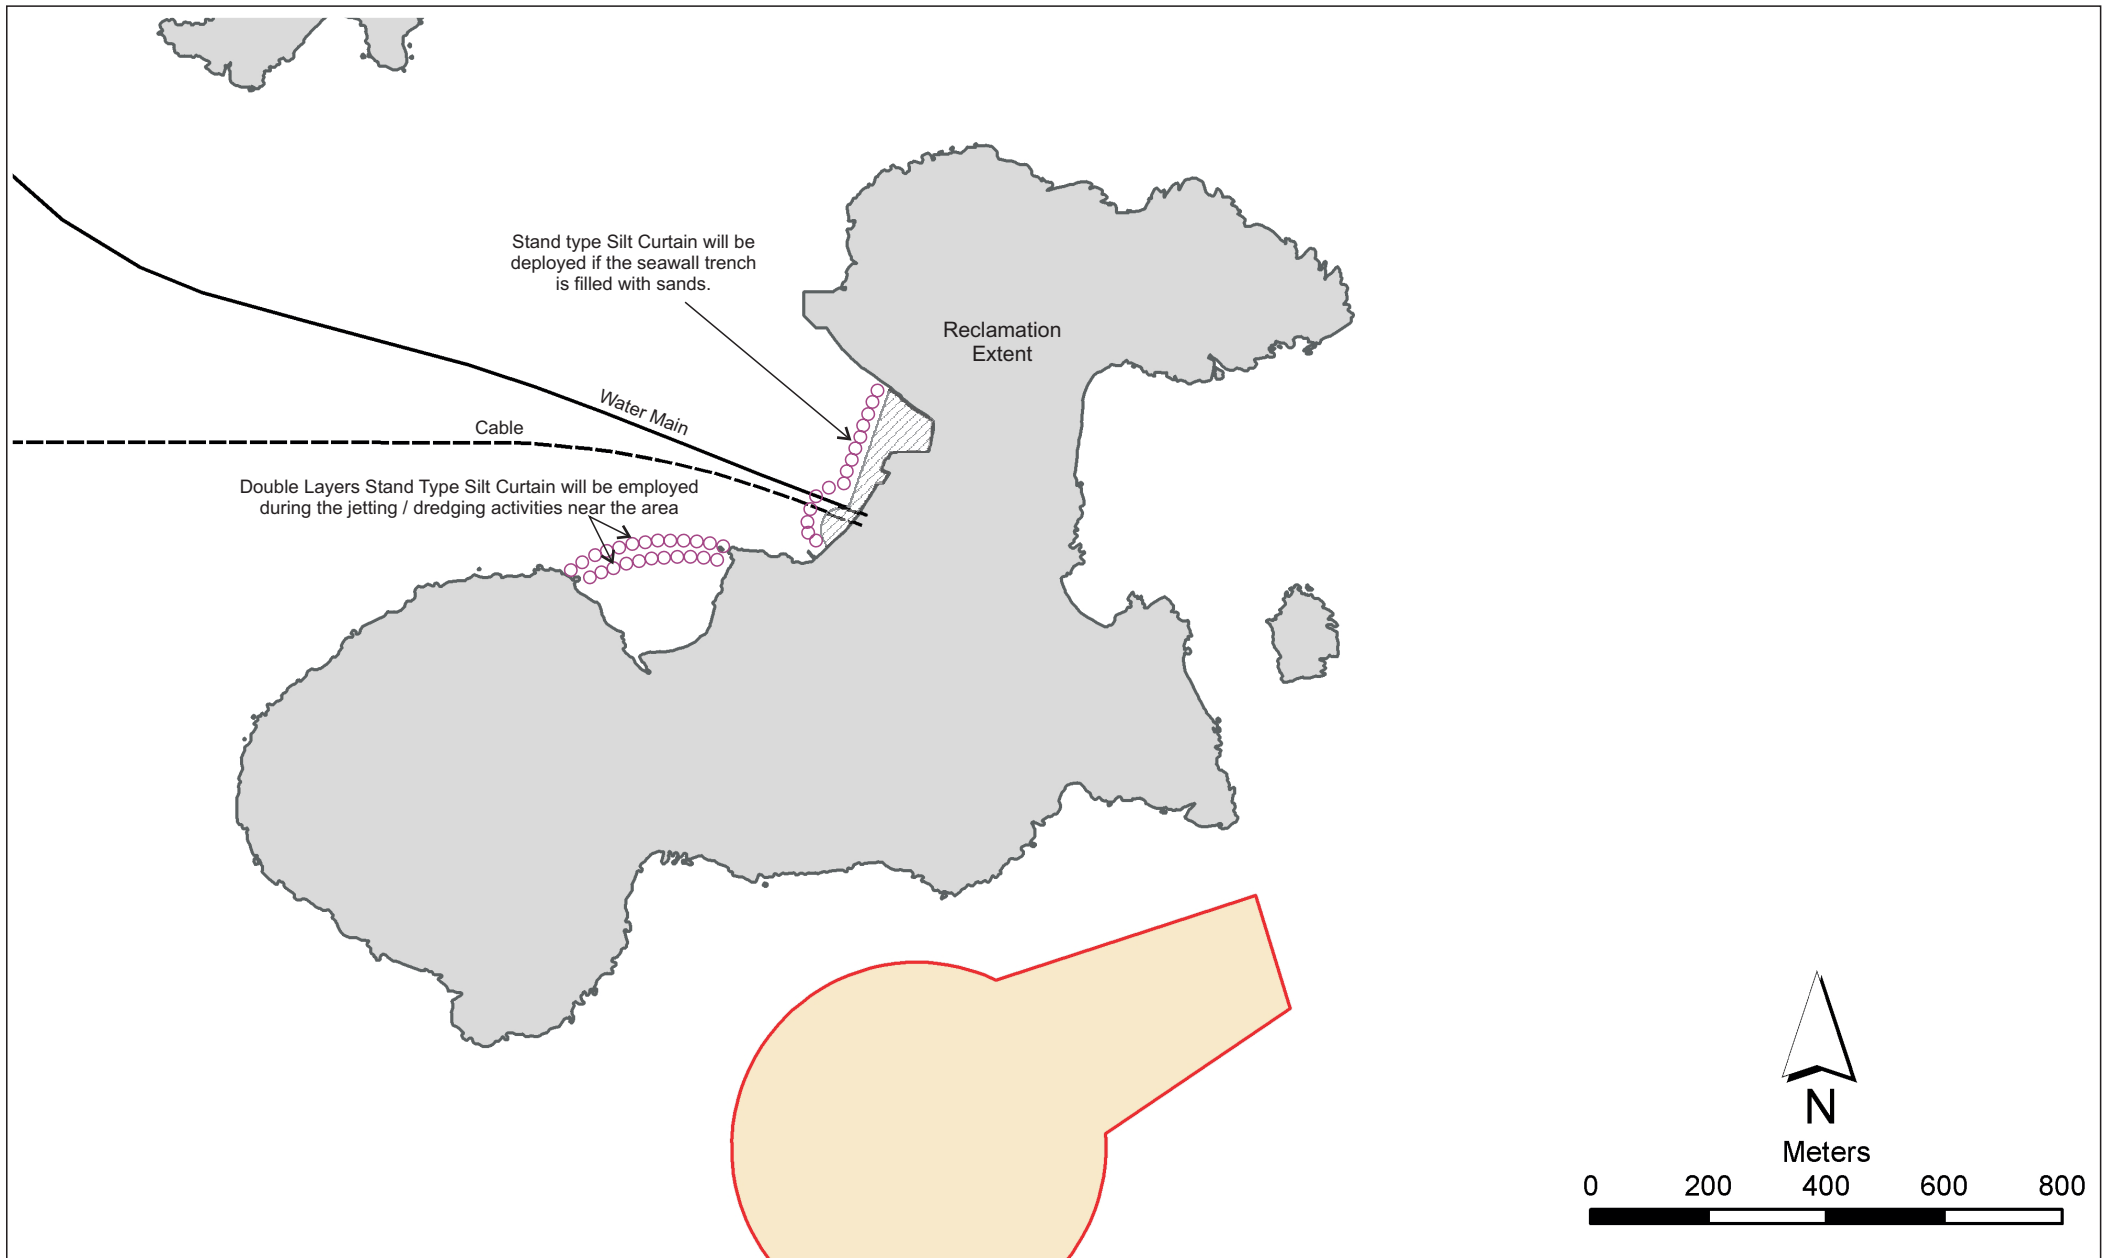 Stand type Silt Curtain will be
deployed if the seawall trench
is filled with sands.
Reclamation
Extent
Water Main
Cable
Double Layers Stand Type Silt Curtain will be employed
during the jetting / dredging activities near the area
N
Meters
0 200 400 600 800